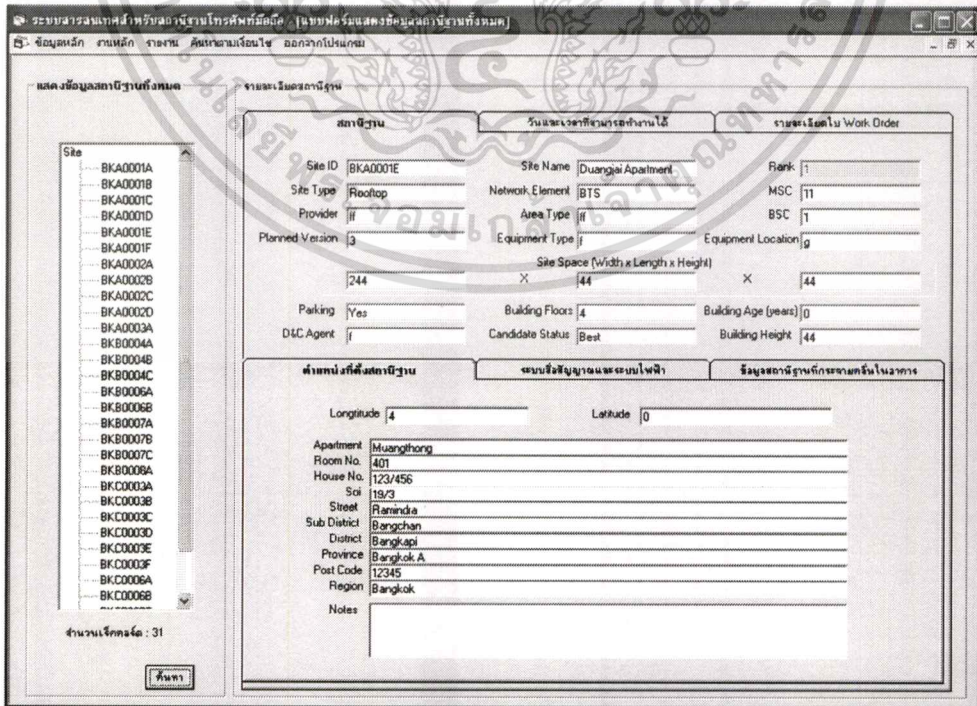 ระบบสารสนเทศสำหรับสถานีฐานโทรศัพท์มือถือ - [แบบฟอร์มแสดงข้อมูลสถานีฐานทั้งหมด]
ข้อมูลหลัก งานหลัก รายงาน ค้นหาตามเงื่อนไข ออกจากโปรแกรม
แสดงข้อมูลสถานีฐานทั้งหมด
Site
BKA0001A
BKA0001B
BKA0001C
BKA0001D
BKA0001E
BKA0001F
BKA0002A
BKA0002B
BKA0002C
BKA0002D
BKA0003A
BKB0004A
BKB0004B
BKB0004C
BKB0006A
BKB0006B
BKB0007A
BKB0007B
BKB0007C
BKB0008A
BKC0003A
BKC0003B
BKC0003C
BKC0003D
BKC0003E
BKC0003F
BKC0006A
BKC0006B
จำนวนเร็กคอร์ด : 31
ค้นหา
รายละเอียดสถานีฐาน
สถานีฐาน วันและเวลาที่สามารถทำงานได้ รายละเอียดใบ Work Order
Site ID BKA0001E Site Name Duangjai Apartment Rank 1
Site Type Rooftop Network Element BTS MSC 11
Provider ff Area Type ff BSC 1
Planned Version 3 Equipment Type f Equipment Location g
Site Space (Width x Length x Height)
244 X 44 X 44
Parking Yes Building Floors 4 Building Age (years) 0
D&C Agent f Candidate Status Best Building Height 44
ตำแหน่งที่ตั้งสถานีฐาน ระบบสื่อสัญญาณและระบบไฟฟ้า ข้อมูลสถานีฐานที่กระจายคลื่นในอาคาร
Longtitude 4 Latitude 0
Apartment Muangthong
Room No. 401
House No. 123/456
Soi 19/3
Street Ramindra
Sub District Bangchan
District Bangkapi
Province Bangkok A
Post Code 12345
Region Bangkok
Notes